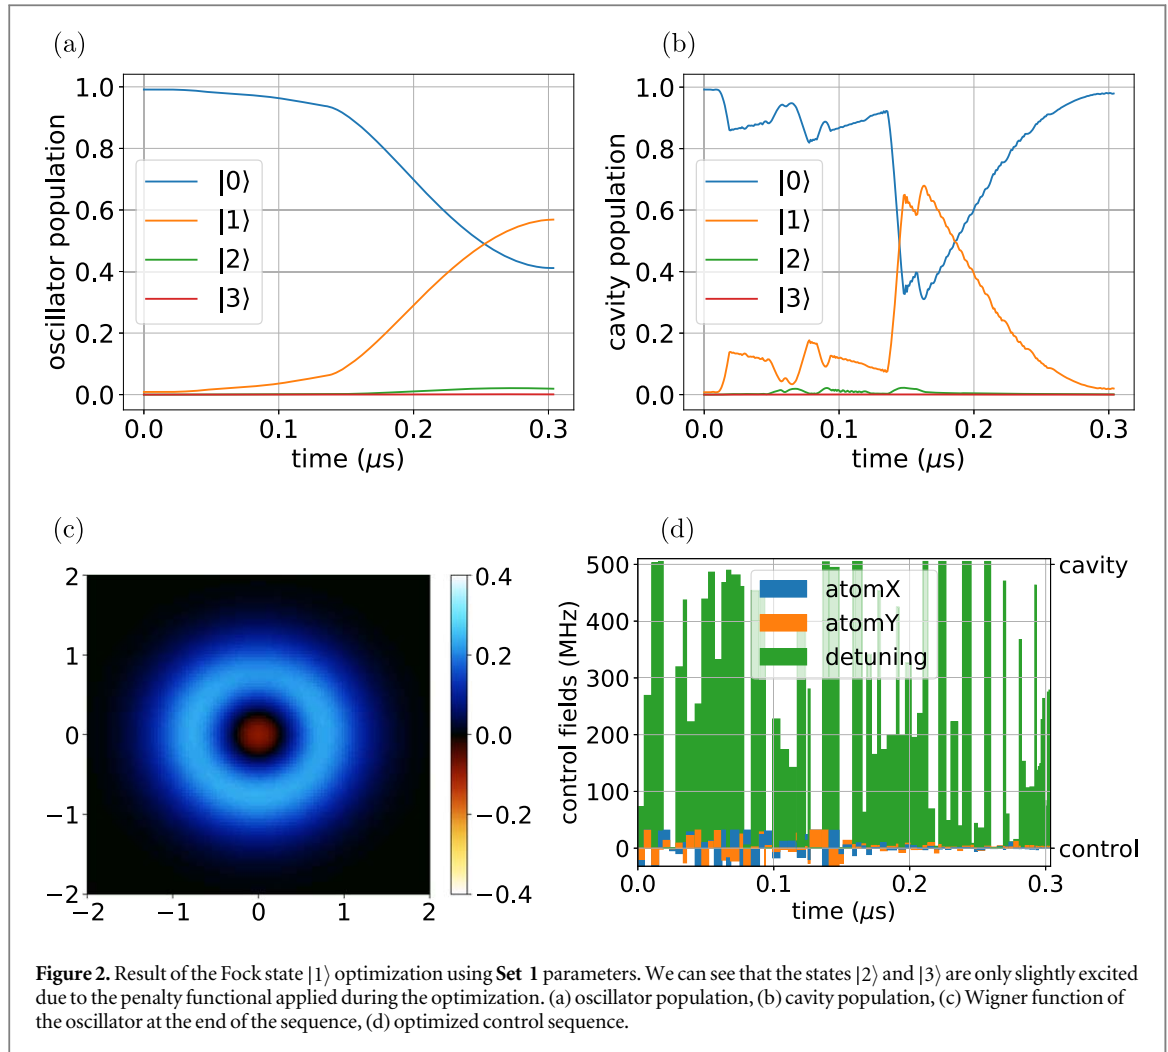 (a)
(b)
1.0
0.8
0.6
0.4
0.2
0.0
oscillator population
|0⟩
|1⟩
|2⟩
|3⟩
0.0 0.1 0.2 0.3
time (μs)
1.0
0.8
0.6
0.4
0.2
0.0
cavity population
|0⟩
|1⟩
|2⟩
|3⟩
0.0 0.1 0.2 0.3
time (μs)
(c)
(d)
2
1
0
−1
−2
−2 −1 0 1 2
0.4
0.2
0.0
−0.2
−0.4
500
400
300
200
100
0
control fields (MHz)
atomX
atomY
detuning
cavity
control
0.0 0.1 0.2 0.3
time (μs)
Figure 2. Result of the Fock state |1⟩ optimization using Set 1 parameters. We can see that the states |2⟩ and |3⟩ are only slightly excited
due to the penalty functional applied during the optimization. (a) oscillator population, (b) cavity population, (c) Wigner function of
the oscillator at the end of the sequence, (d) optimized control sequence.